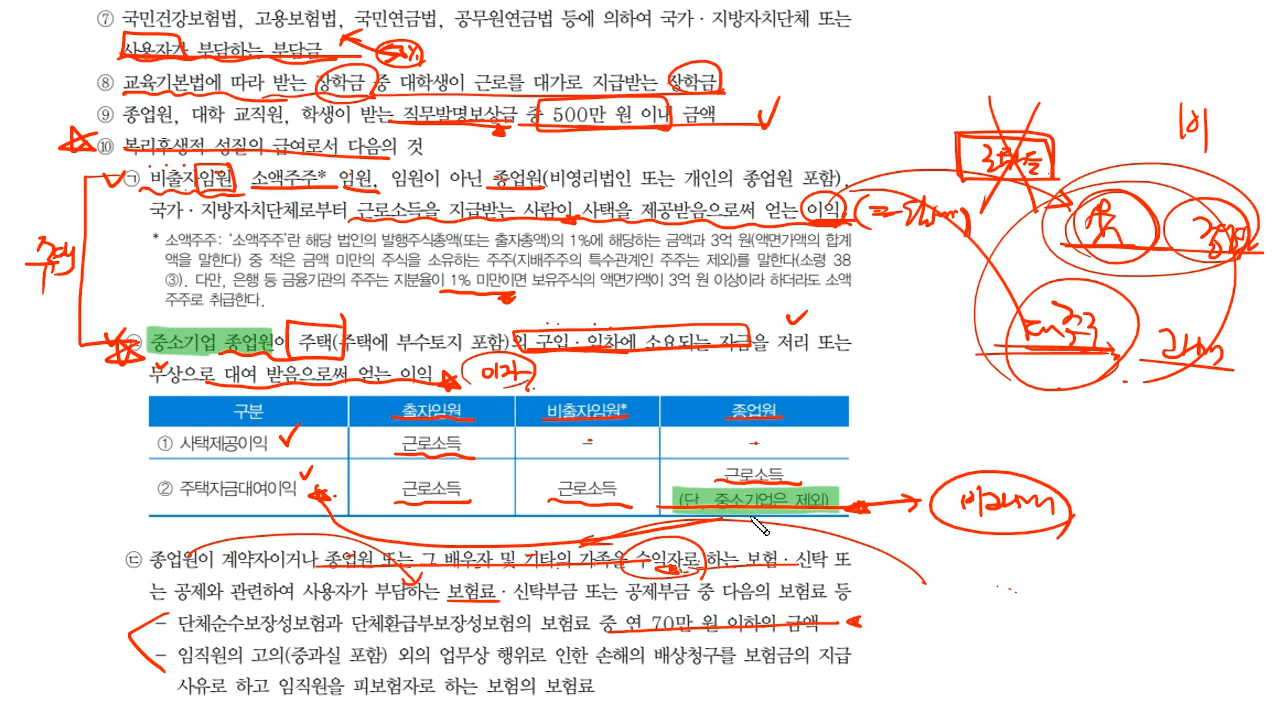 ⑦ 국민건강보험법, 고용보험법, 국민연금법, 공무원연금법 등에 의하여 국가·지방자치단체 또는
사용자가 부담하는 부담금
⑧ 교육기본법에 따라 받는 장학금 중 대학생이 근로를 대가로 지급받는 장학금
⑨ 종업원, 대학 교직원, 학생이 받는 직무발명보상금 중 500만 원 이내 금액
⑩ 복리후생적 성질의 급여로서 다음의 것
㉠ 비출자임원, 소액주주* 임원, 임원이 아닌 종업원(비영리법인 또는 개인의 종업원 포함),
국가·지방자치단체로부터 근로소득을 지급받는 사람이 사택을 제공받음으로써 얻는 이익
* 소액주주: ‘소액주주’란 해당 법인의 발행주식총액(또는 출자총액)의 1%에 해당하는 금액과 3억 원(액면가액의 합계
액을 말한다) 중 적은 금액 미만의 주식을 소유하는 주주(지배주주의 특수관계인 주주는 제외)를 말한다(소령 38
③). 다만, 은행 등 금융기관의 주주는 지분율이 1% 미만이면 보유주식의 액면가액이 3억 원 이상이라 하더라도 소액
주주로 취급한다.
주택
㉡ 중소기업 종업원이 주택(주택에 부수토지 포함)의 구입·임차에 소요되는 자금을 저리 또는
무상으로 대여 받음으로써 얻는 이익
구분 출자임원 비출자임원* 종업원
① 사택제공이익 근로소득 - -
② 주택자금대여이익 근로소득 근로소득 근로소득
(단, 중소기업은 제외)
㉢ 종업원이 계약자이거나 종업원 또는 그 배우자 및 기타의 가족을 수익자로 하는 보험·신탁 또
는 공제와 관련하여 사용자가 부담하는 보험료·신탁부금 또는 공제부금 중 다음의 보험료 등
- 단체순수보장성보험과 단체환급부보장성보험의 보험료 중 연 70만 원 이하의 금액
- 임직원의 고의(중과실 포함) 외의 업무상 행위로 인한 손해의 배상청구를 보험금의 지급
사유로 하고 임직원을 피보험자로 하는 보험의 보험료